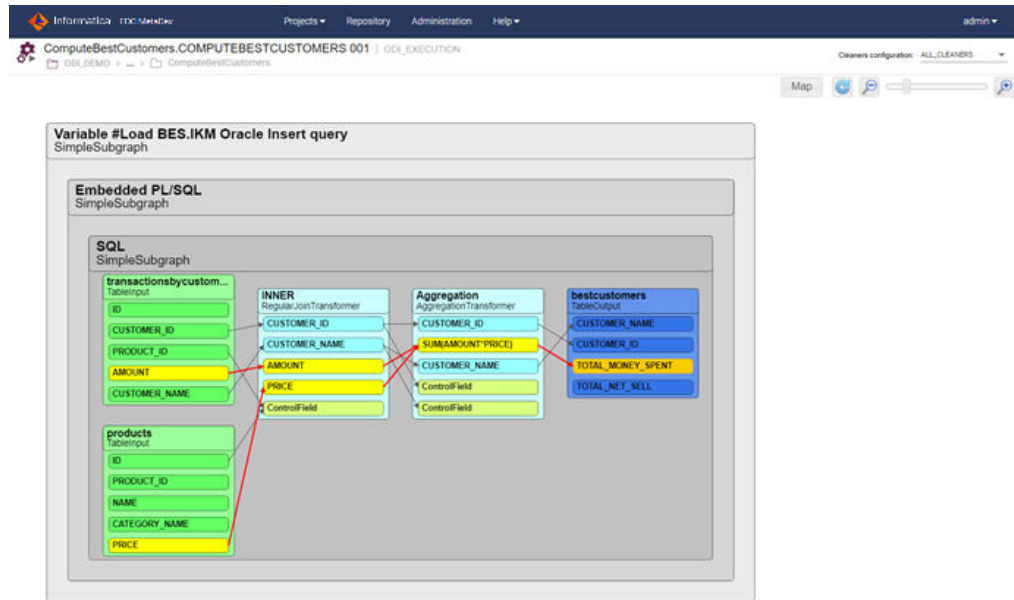 Informatica EDC MetaDex
Projects Repository Administration Help admin
ComputeBestCustomers.COMPUTEBESTCUSTOMERS 001 | ODI_EXECUTION
ODI_DEMO > ... > ComputeBestCustomers
Cleaners configuration: ALL_CLEANERS
Map
Variable #Load BES.IKM Oracle Insert query
SimpleSubgraph
Embedded PL/SQL
SimpleSubgraph
SQL
SimpleSubgraph
transactionsbycustom...
TableInput
ID
CUSTOMER_ID
PRODUCT_ID
AMOUNT
CUSTOMER_NAME
products
TableInput
ID
PRODUCT_ID
NAME
CATEGORY_NAME
PRICE
INNER
RegularJoinTransformer
CUSTOMER_ID
CUSTOMER_NAME
AMOUNT
PRICE
ControlField
Aggregation
AggregationTransformer
CUSTOMER_ID
SUM(AMOUNT*PRICE)
CUSTOMER_NAME
ControlField
ControlField
bestcustomers
TableOutput
CUSTOMER_NAME
CUSTOMER_ID
TOTAL_MONEY_SPENT
TOTAL_NET_SELL